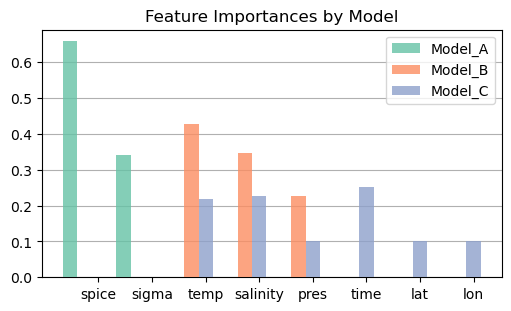 Feature Importances by Model
Model_A
Model_B
Model_C
0.6
0.5
0.4
0.3
0.2
0.1
0.0
spice sigma temp salinity pres time lat lon